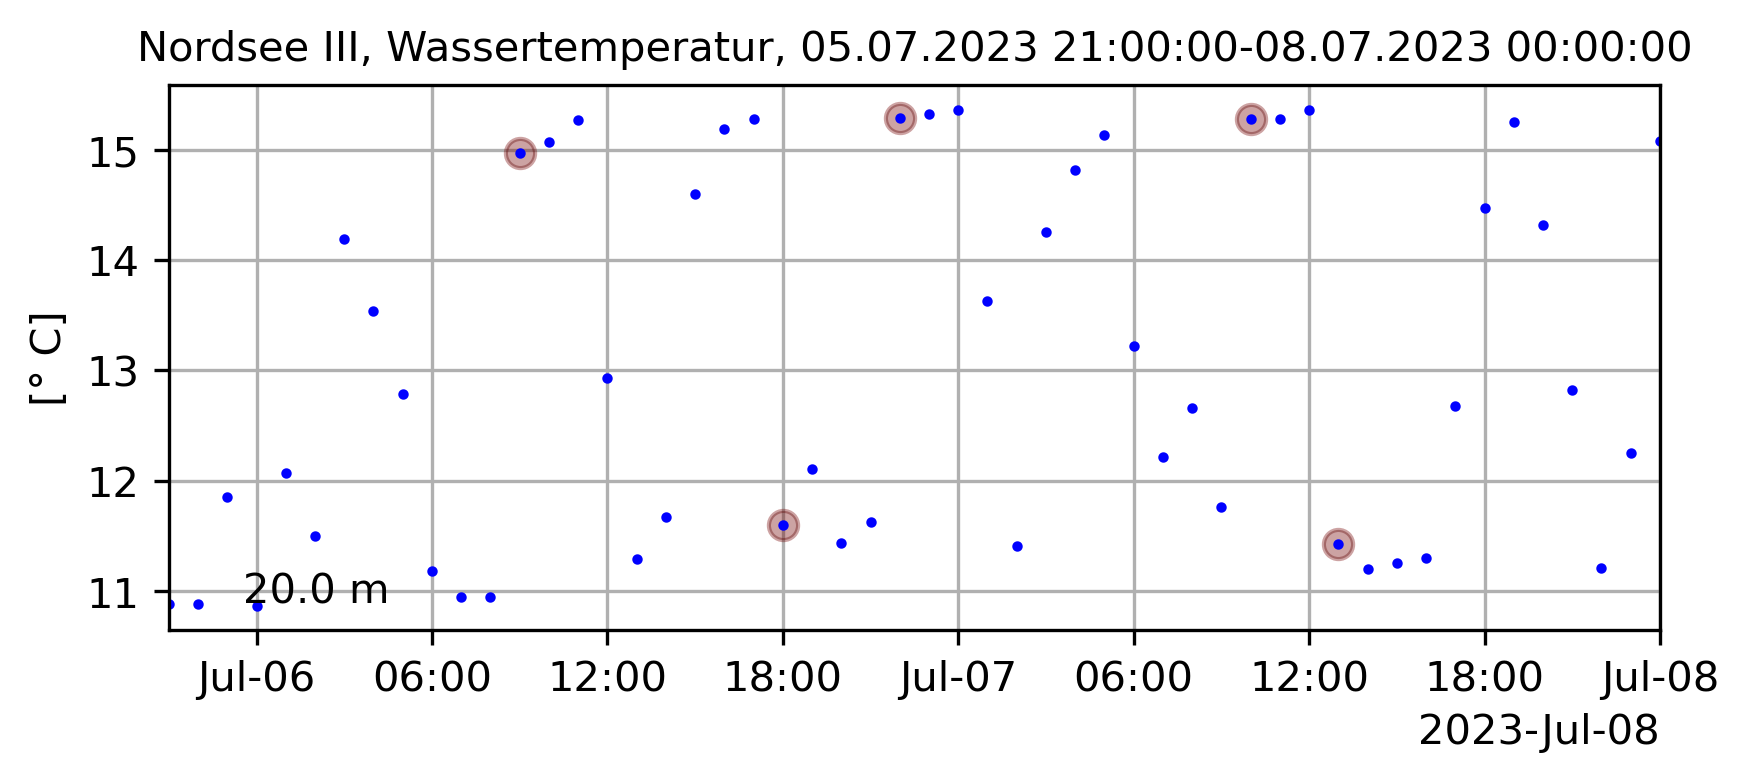 Nordsee III, Wassertemperatur, 05.07.2023 21:00:00-08.07.2023 00:00:00
15
14
13
12
11
[° C]
20.0 m
Jul-06 06:00 12:00 18:00 Jul-07 06:00 12:00 18:00 Jul-08
2023-Jul-08